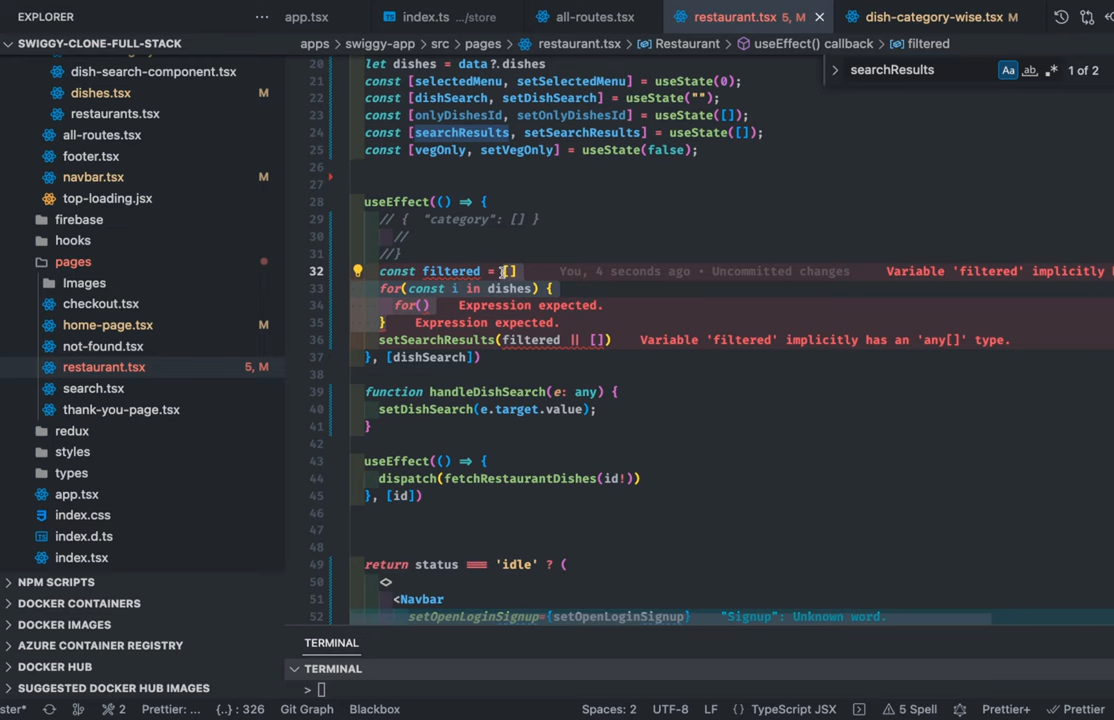 EXPLORER
...
app.tsx
index.ts .../store
all-routes.tsx
restaurant.tsx 5, M
dish-category-wise.tsx M
SWIGGY-CLONE-FULL-STACK
apps > swiggy-app > src > pages > restaurant.tsx > Restaurant > useEffect() callback > filtered
searchResults
Aa
ab
.*
1 of 2
dish-search-component.tsx
dishes.tsx M
restaurants.tsx
all-routes.tsx
footer.tsx
navbar.tsx M
top-loading.jsx
firebase
hooks
pages
Images
checkout.tsx
home-page.tsx M
not-found.tsx
restaurant.tsx 5, M
search.tsx
thank-you-page.tsx
redux
styles
types
app.tsx
index.css
index.d.ts
index.tsx
NPM SCRIPTS
DOCKER CONTAINERS
DOCKER IMAGES
AZURE CONTAINER REGISTRY
DOCKER HUB
SUGGESTED DOCKER HUB IMAGES
20 let dishes = data?.dishes
21 const [selectedMenu, setSelectedMenu] = useState(0);
22 const [dishSearch, setDishSearch] = useState("");
23 const [onlyDishesId, setOnlyDishesId] = useState([]);
24 const [searchResults, setSearchResults] = useState([]);
25 const [vegOnly, setVegOnly] = useState(false);
26
27
28 useEffect(() => {
29 // { "category": [] }
30 //
31 //}
32 const filtered = [] You, 4 seconds ago • Uncommitted changes Variable 'filtered' implicitly h
33 for(const i in dishes) {
34 for() Expression expected.
35 } Expression expected.
36 setSearchResults(filtered || []) Variable 'filtered' implicitly has an 'any[]' type.
37 }, [dishSearch])
38
39 function handleDishSearch(e: any) {
40 setDishSearch(e.target.value);
41 }
42
43 useEffect(() => {
44 dispatch(fetchRestaurantDishes(id!))
45 }, [id])
46
47
48
49 return status === 'idle' ? (
50 <>
51 <Navbar
52 setOpenLoginSignup={setOpenLoginSignup} "Signup": Unknown word.
TERMINAL
TERMINAL
> []
ster* 2 Prettier: ... {..} : 326 Git Graph Blackbox Spaces: 2 UTF-8 LF {} TypeScript JSX 5 Spell Prettier+ Prettier